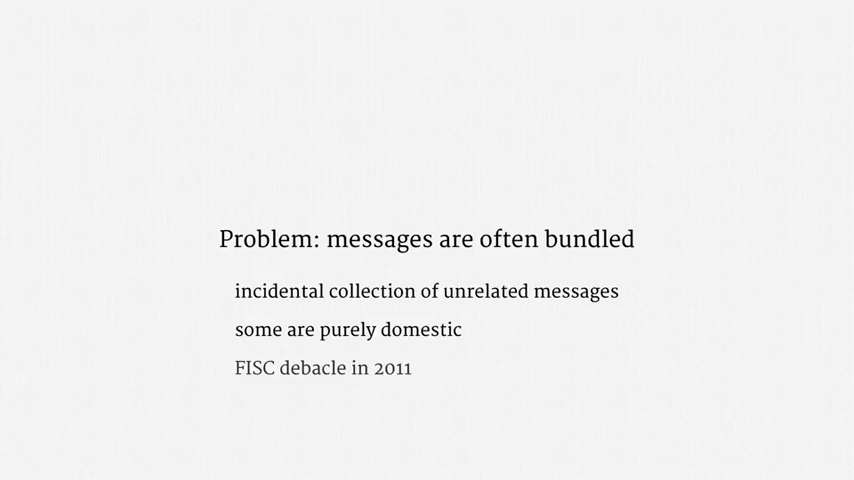 Problem: messages are often bundled
incidental collection of unrelated messages
some are purely domestic
FISC debacle in 2011